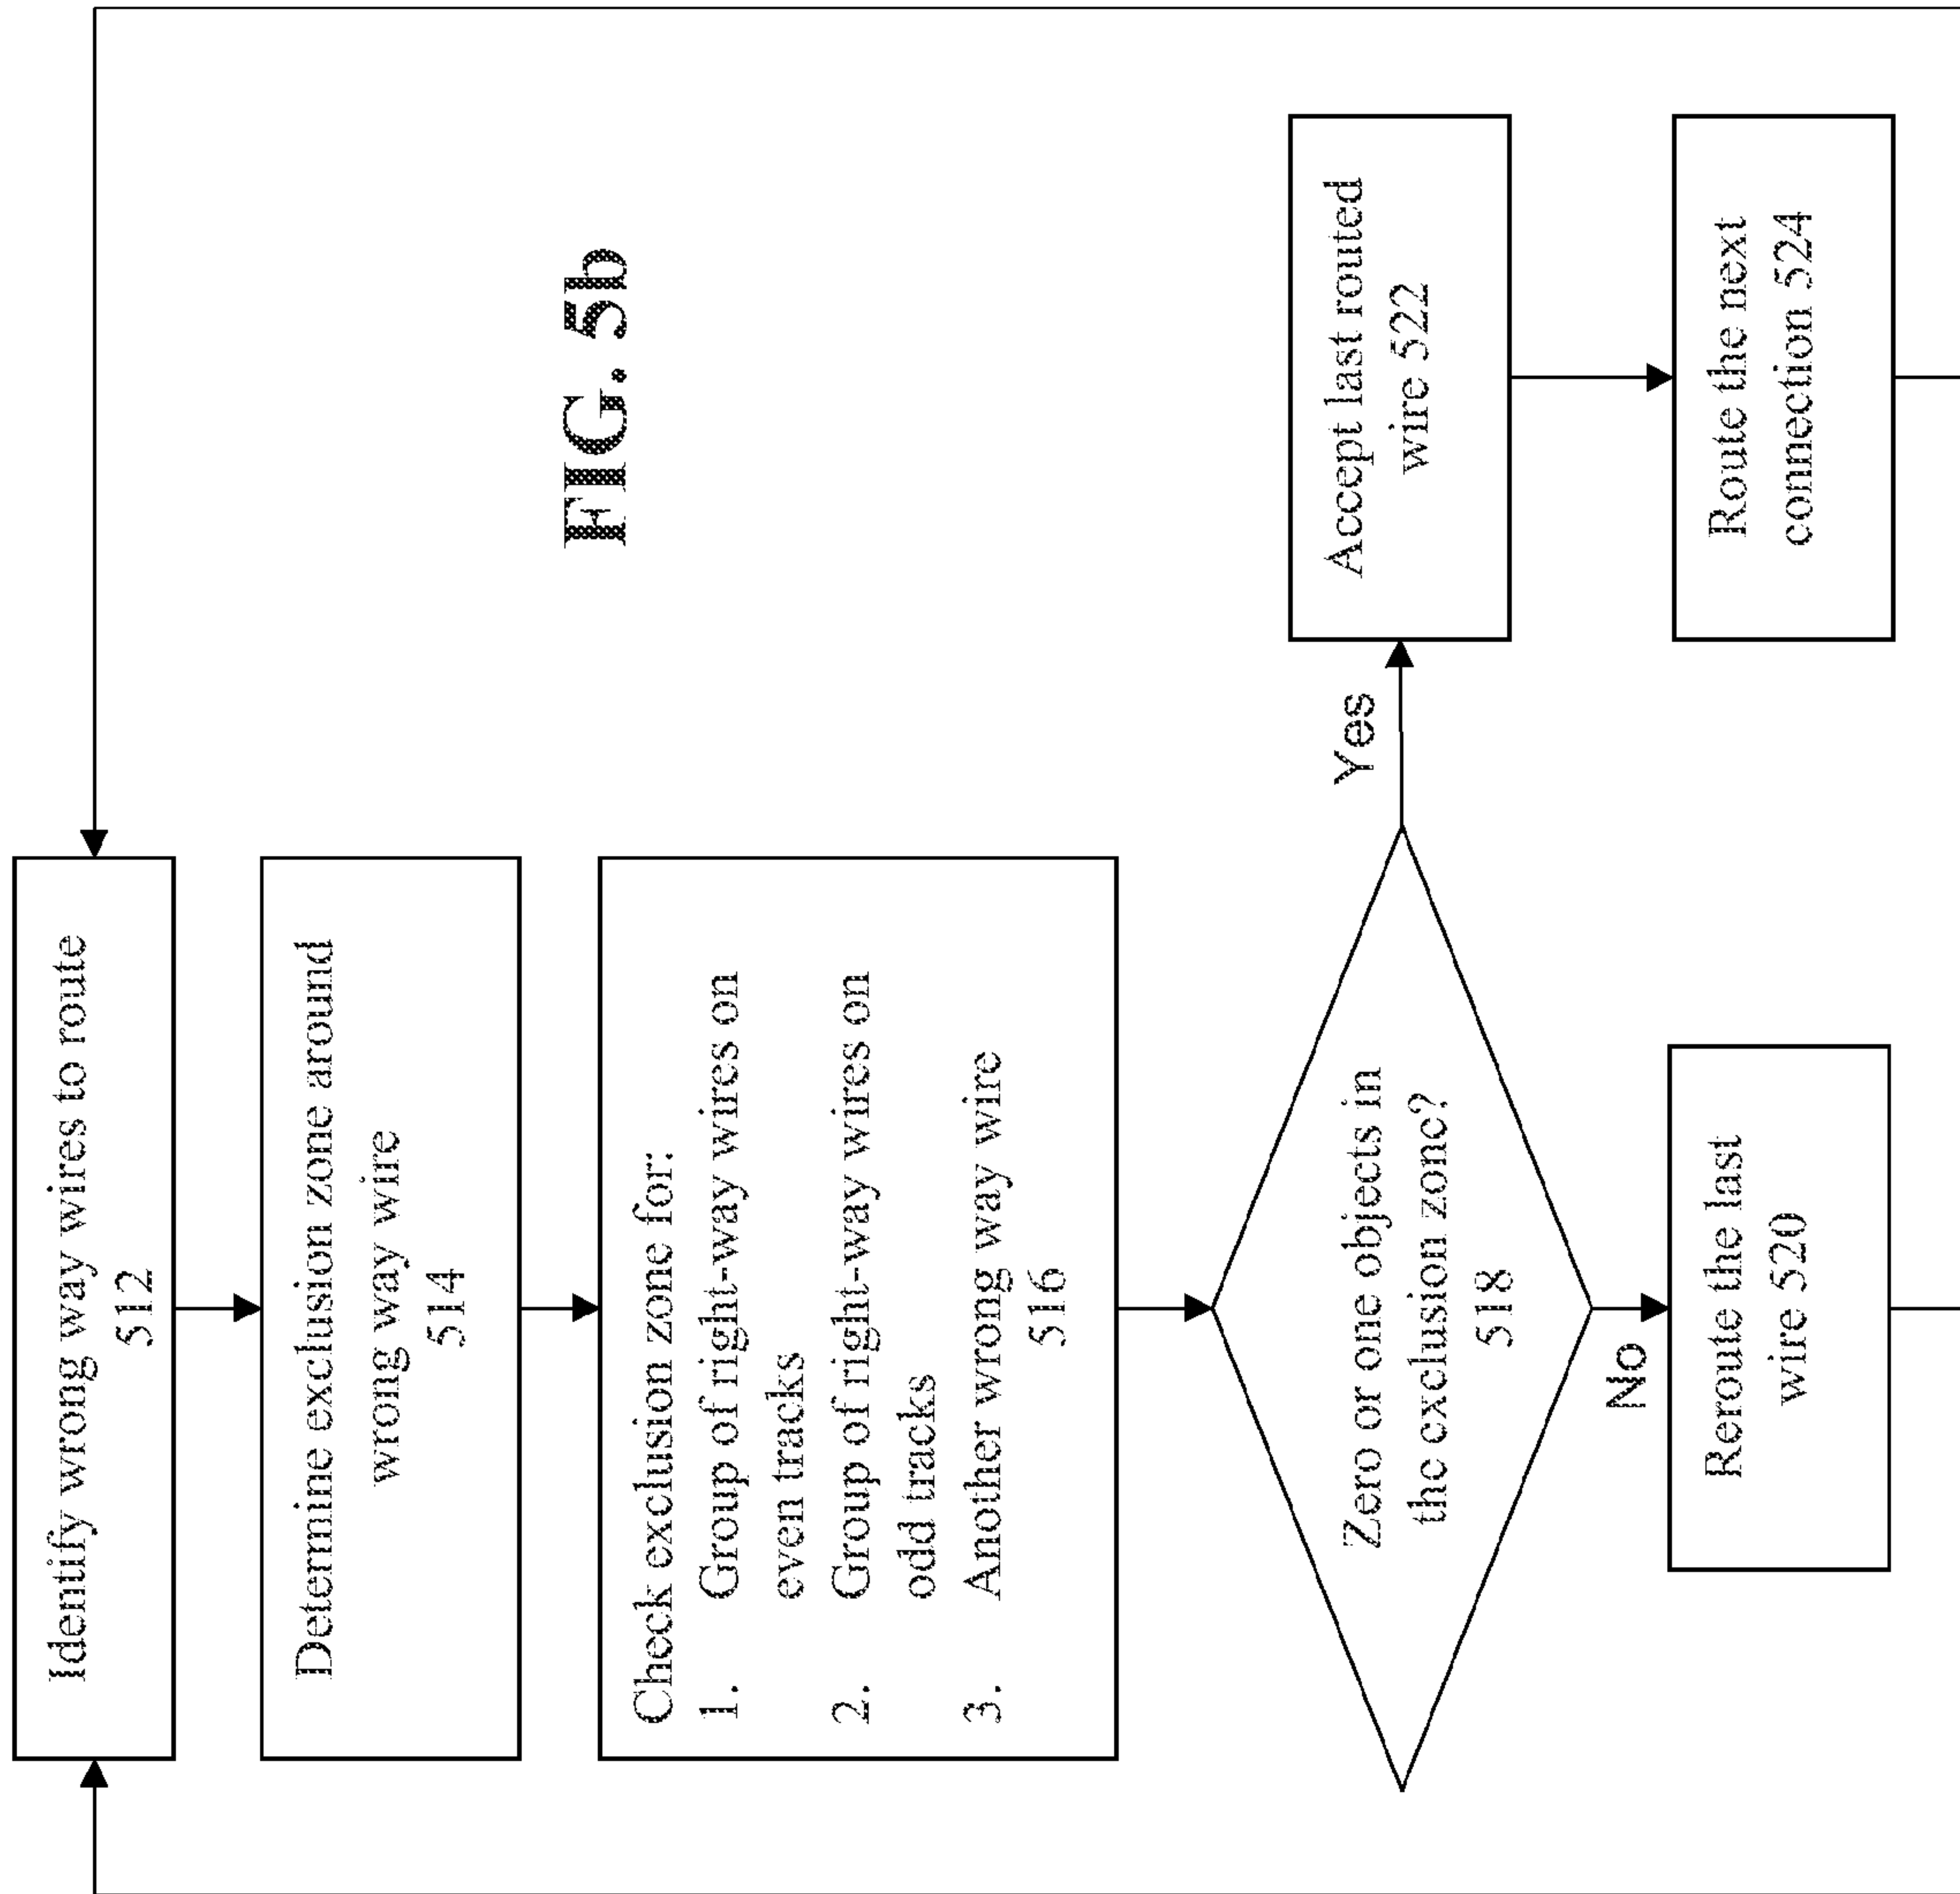 Identify wrong way wires to route
512
Determine exclusion zone around
wrong way wire
514
Check exclusion zone for:
1. Group of right-way wires on
even tracks
2. Group of right-way wires on
odd tracks
3. Another wrong way wire
516
Zero or one objects in
the exclusion zone?
518
No
Reroute the last
wire 520
Yes
Accept last routed
wire 522
Route the next
connection 524
FIG. 5b